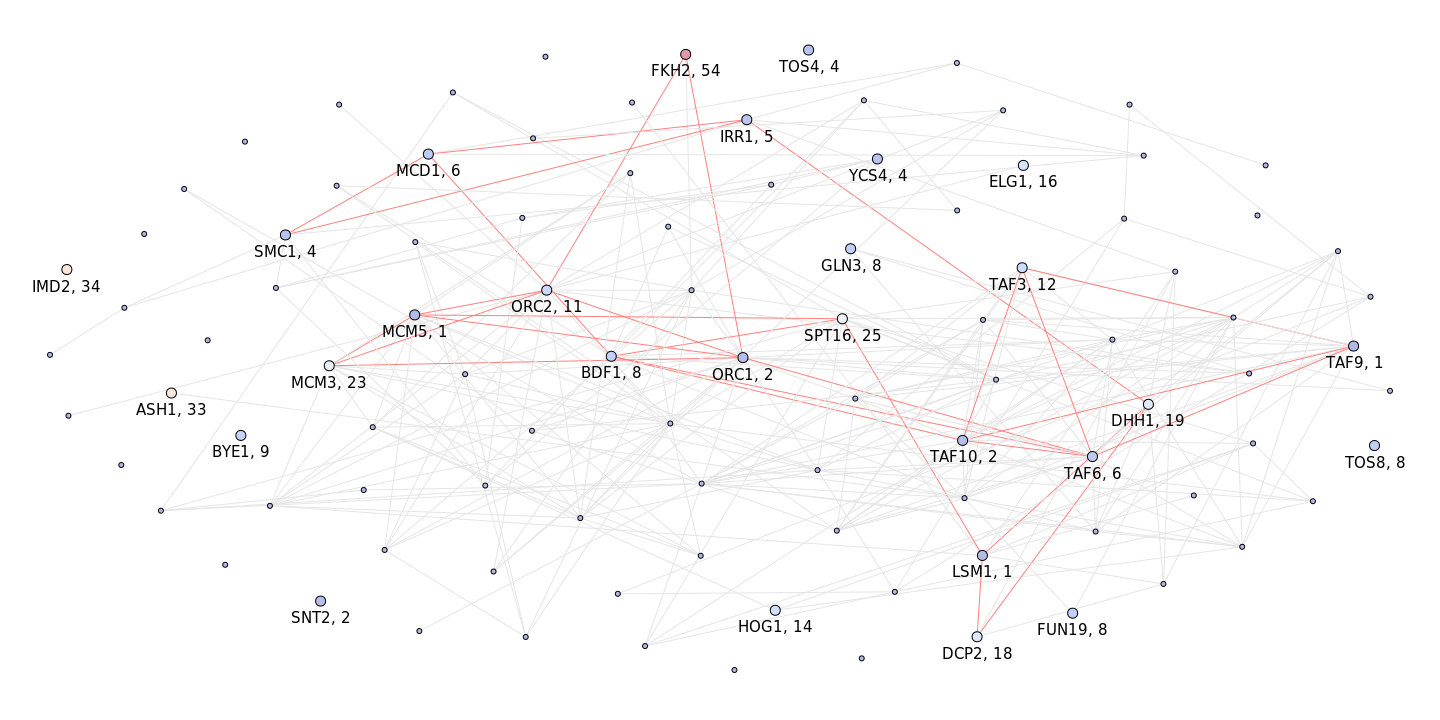 TOS4, 4
FKH2, 54
IRR1, 5
MCD1, 6
YCS4, 4
ELG1, 16
SMC1, 4
GLN3, 8
IMD2, 34
TAF3, 12
ORC2, 11
MCM5, 1
SPT16, 25
TAF9, 1
BDF1, 8
ORC1, 2
MCM3, 23
ASH1, 33
DHH1, 19
BYE1, 9
TAF10, 2
TOS8, 8
TAF6, 6
LSM1, 1
SNT2, 2
HOG1, 14
FUN19, 8
DCP2, 18